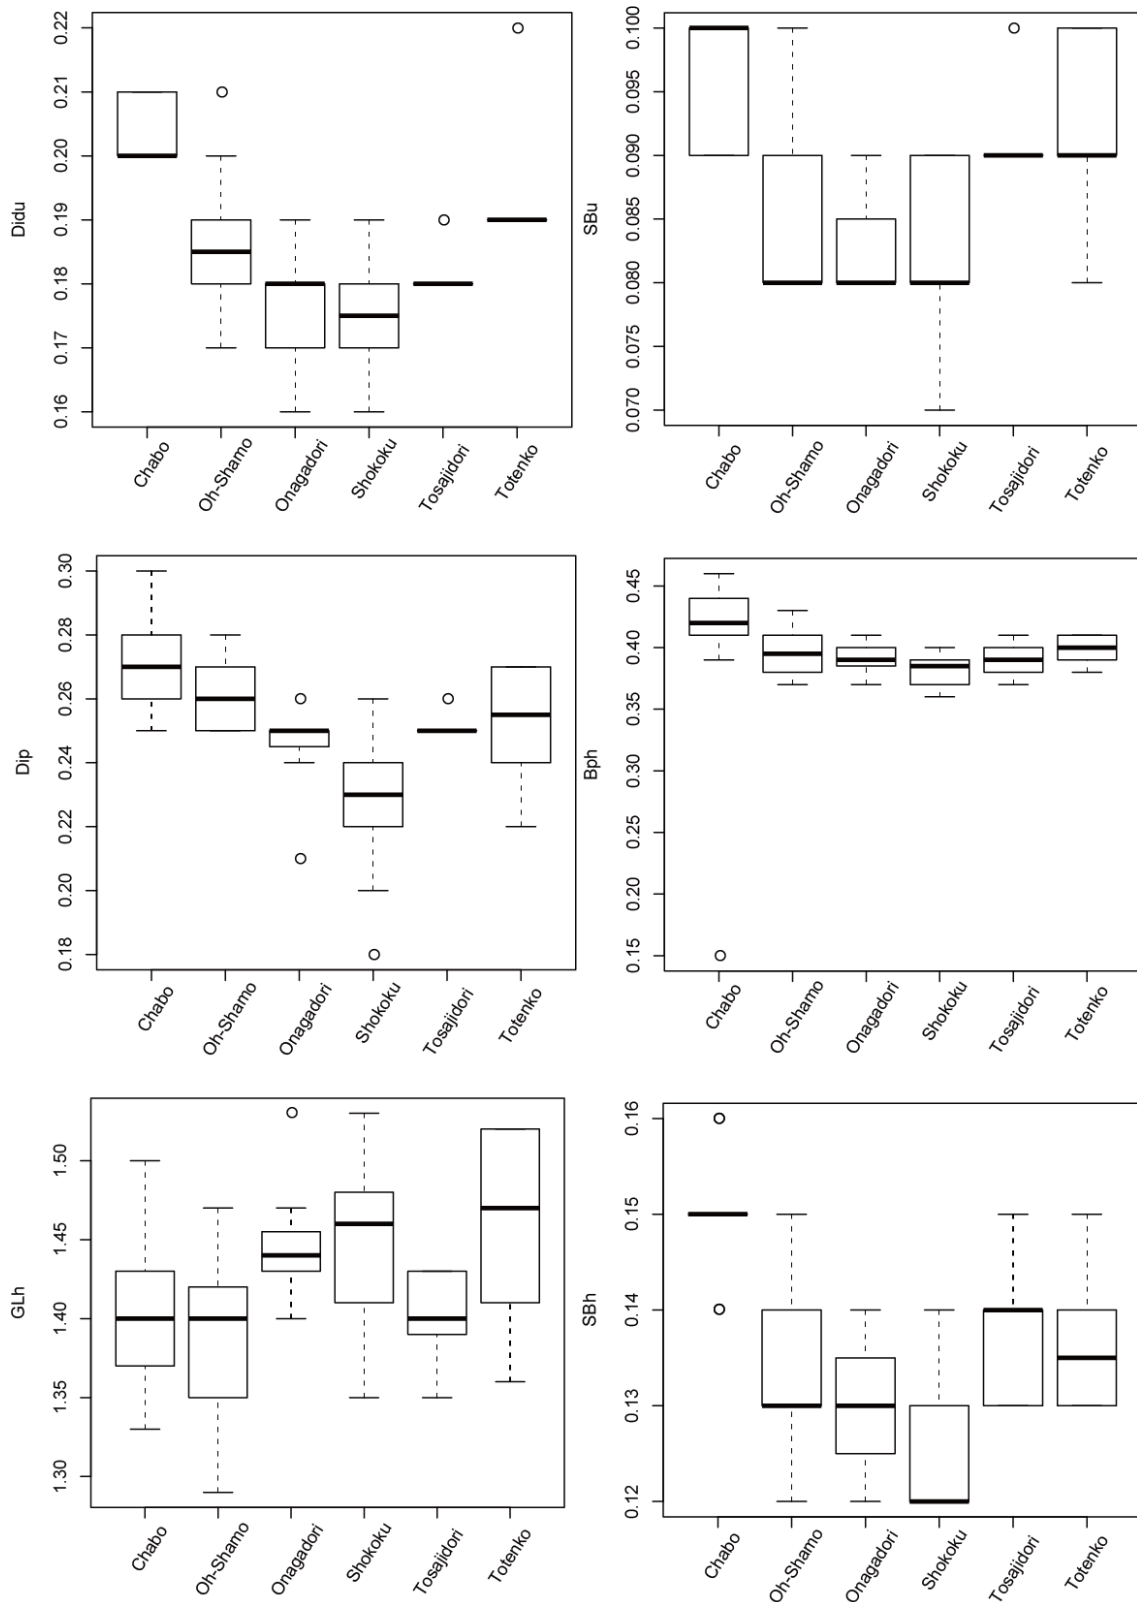 Didu
0.22
0.21
0.20
0.19
0.18
0.17
0.16
Chabo
Oh-Shamo
Onagadori
Shokoku
Tosajidori
Totenko
SBu
0.100
0.095
0.090
0.085
0.080
0.075
0.070
Chabo
Oh-Shamo
Onagadori
Shokoku
Tosajidori
Totenko
Dip
0.30
0.28
0.26
0.24
0.22
0.20
0.18
Chabo
Oh-Shamo
Onagadori
Shokoku
Tosajidori
Totenko
Bph
0.45
0.40
0.35
0.30
0.25
0.20
0.15
Chabo
Oh-Shamo
Onagadori
Shokoku
Tosajidori
Totenko
GLh
1.50
1.45
1.40
1.35
1.30
Chabo
Oh-Shamo
Onagadori
Shokoku
Tosajidori
Totenko
SBh
0.16
0.15
0.14
0.13
0.12
Chabo
Oh-Shamo
Onagadori
Shokoku
Tosajidori
Totenko